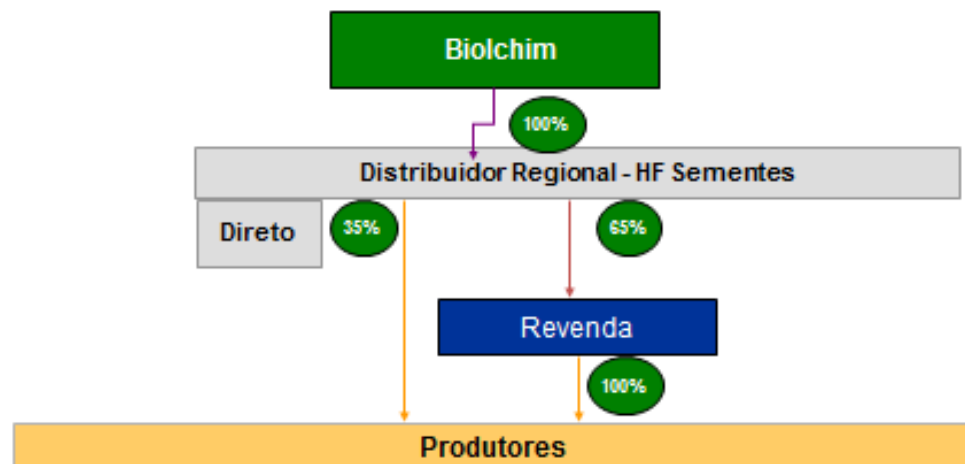 Biolchim
100%
Distribuidor Regional - HF Sementes
Direto
35%
65%
Revenda
100%
Produtores